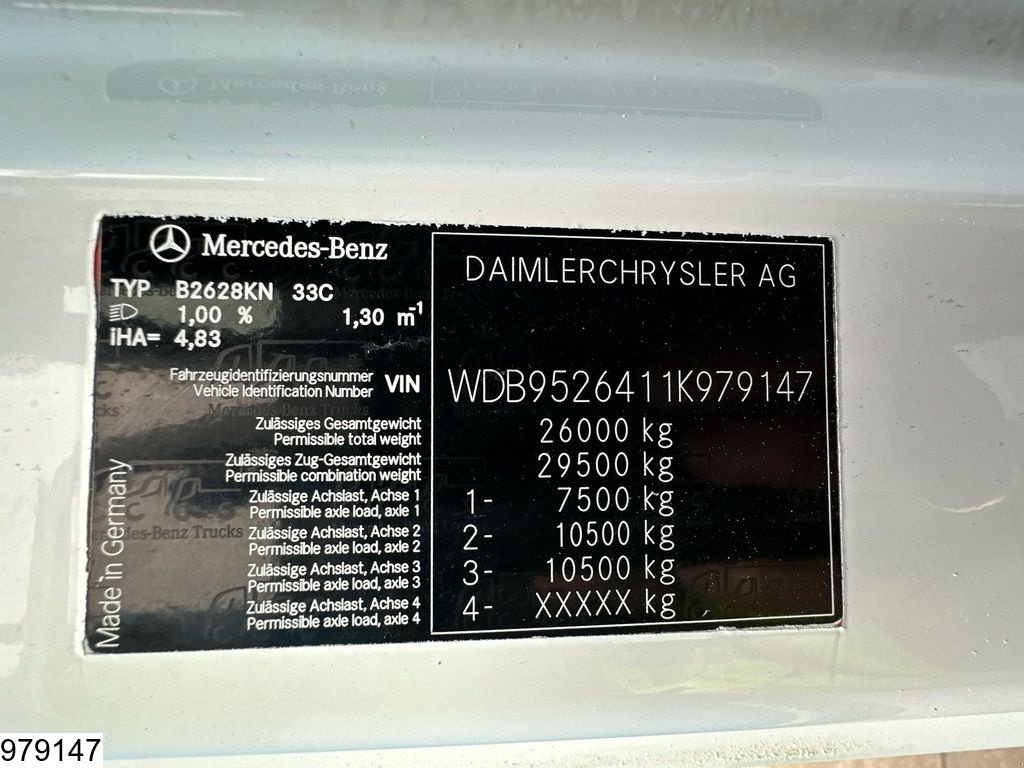 Mercedes-Benz
DAIMLERCHRYSLER AG
TYP B2628KN 33C
1,00 % 1,30 m⁻¹
iHA= 4,83
Fahrzeugidentifizierungsnummer
Vehicle Identification Number
VIN WDB9526411K979147
Zulässiges Gesamtgewicht
Permissible total weight
26000 kg
Zulässiges Zug-Gesamtgewicht
Permissible combination weight
29500 kg
Zulässige Achslast, Achse 1
Permissible axle load, axle 1
1- 7500 kg
Zulässige Achslast, Achse 2
Permissible axle load, axle 2
2- 10500 kg
Zulässige Achslast, Achse 3
Permissible axle load, axle 3
3- 10500 kg
Zulässige Achslast, Achse 4
Permissible axle load, axle 4
4- XXXXX kg
Made in Germany
Mercedes-Benz Trucks
979147